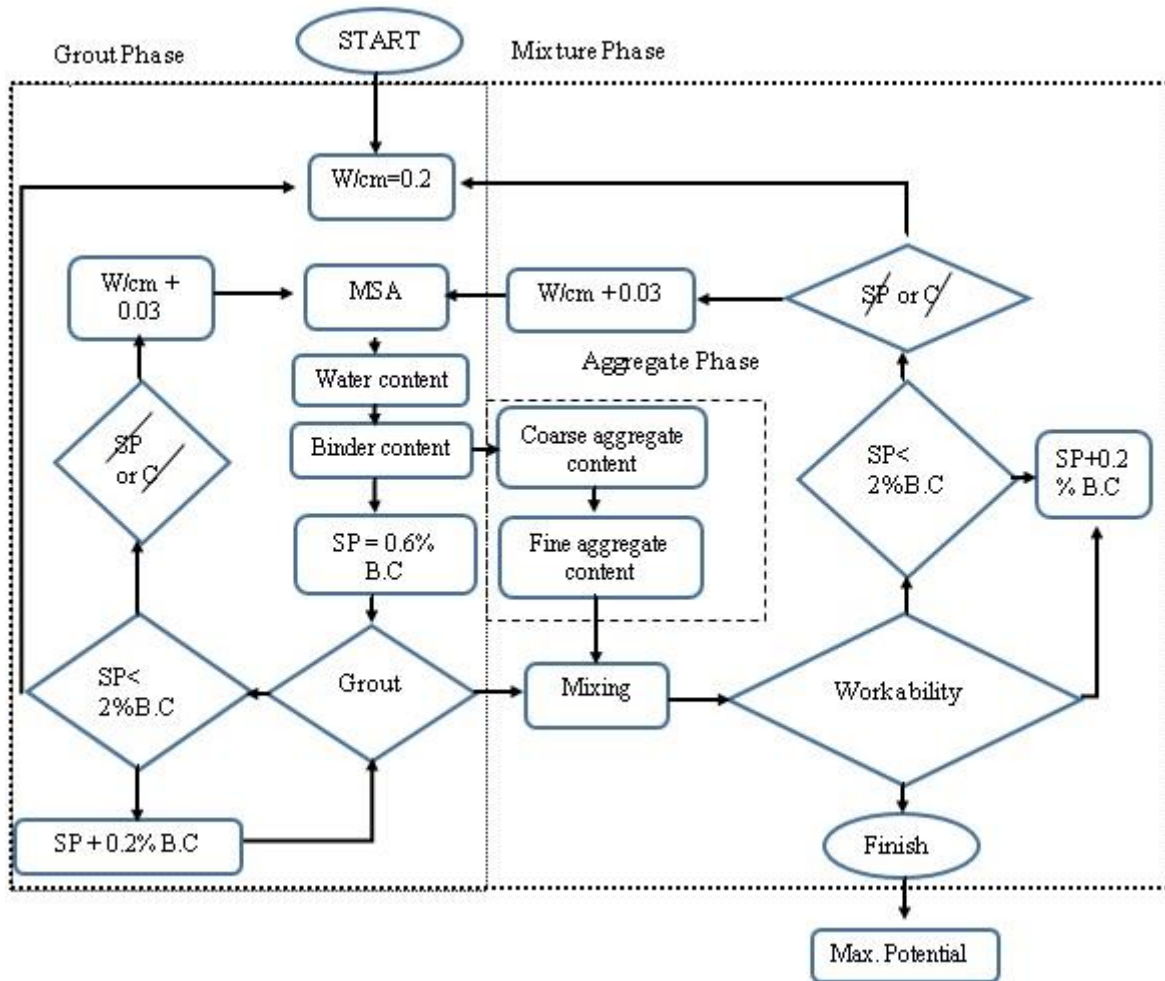 START
Grout Phase
Mixture Phase
W/cm=0.2
W/cm +
0.03
MSA
W/cm +0.03
SP or C
Aggregate Phase
Water content
Binder content
Coarse aggregate
content
SP
or C
SP<
2%B.C
SP+0.2
% B.C
SP = 0.6%
B.C
Fine aggregate
content
SP<
2%B.C
Grout
Mixing
Workability
SP + 0.2% B.C
Finish
Max. Potential